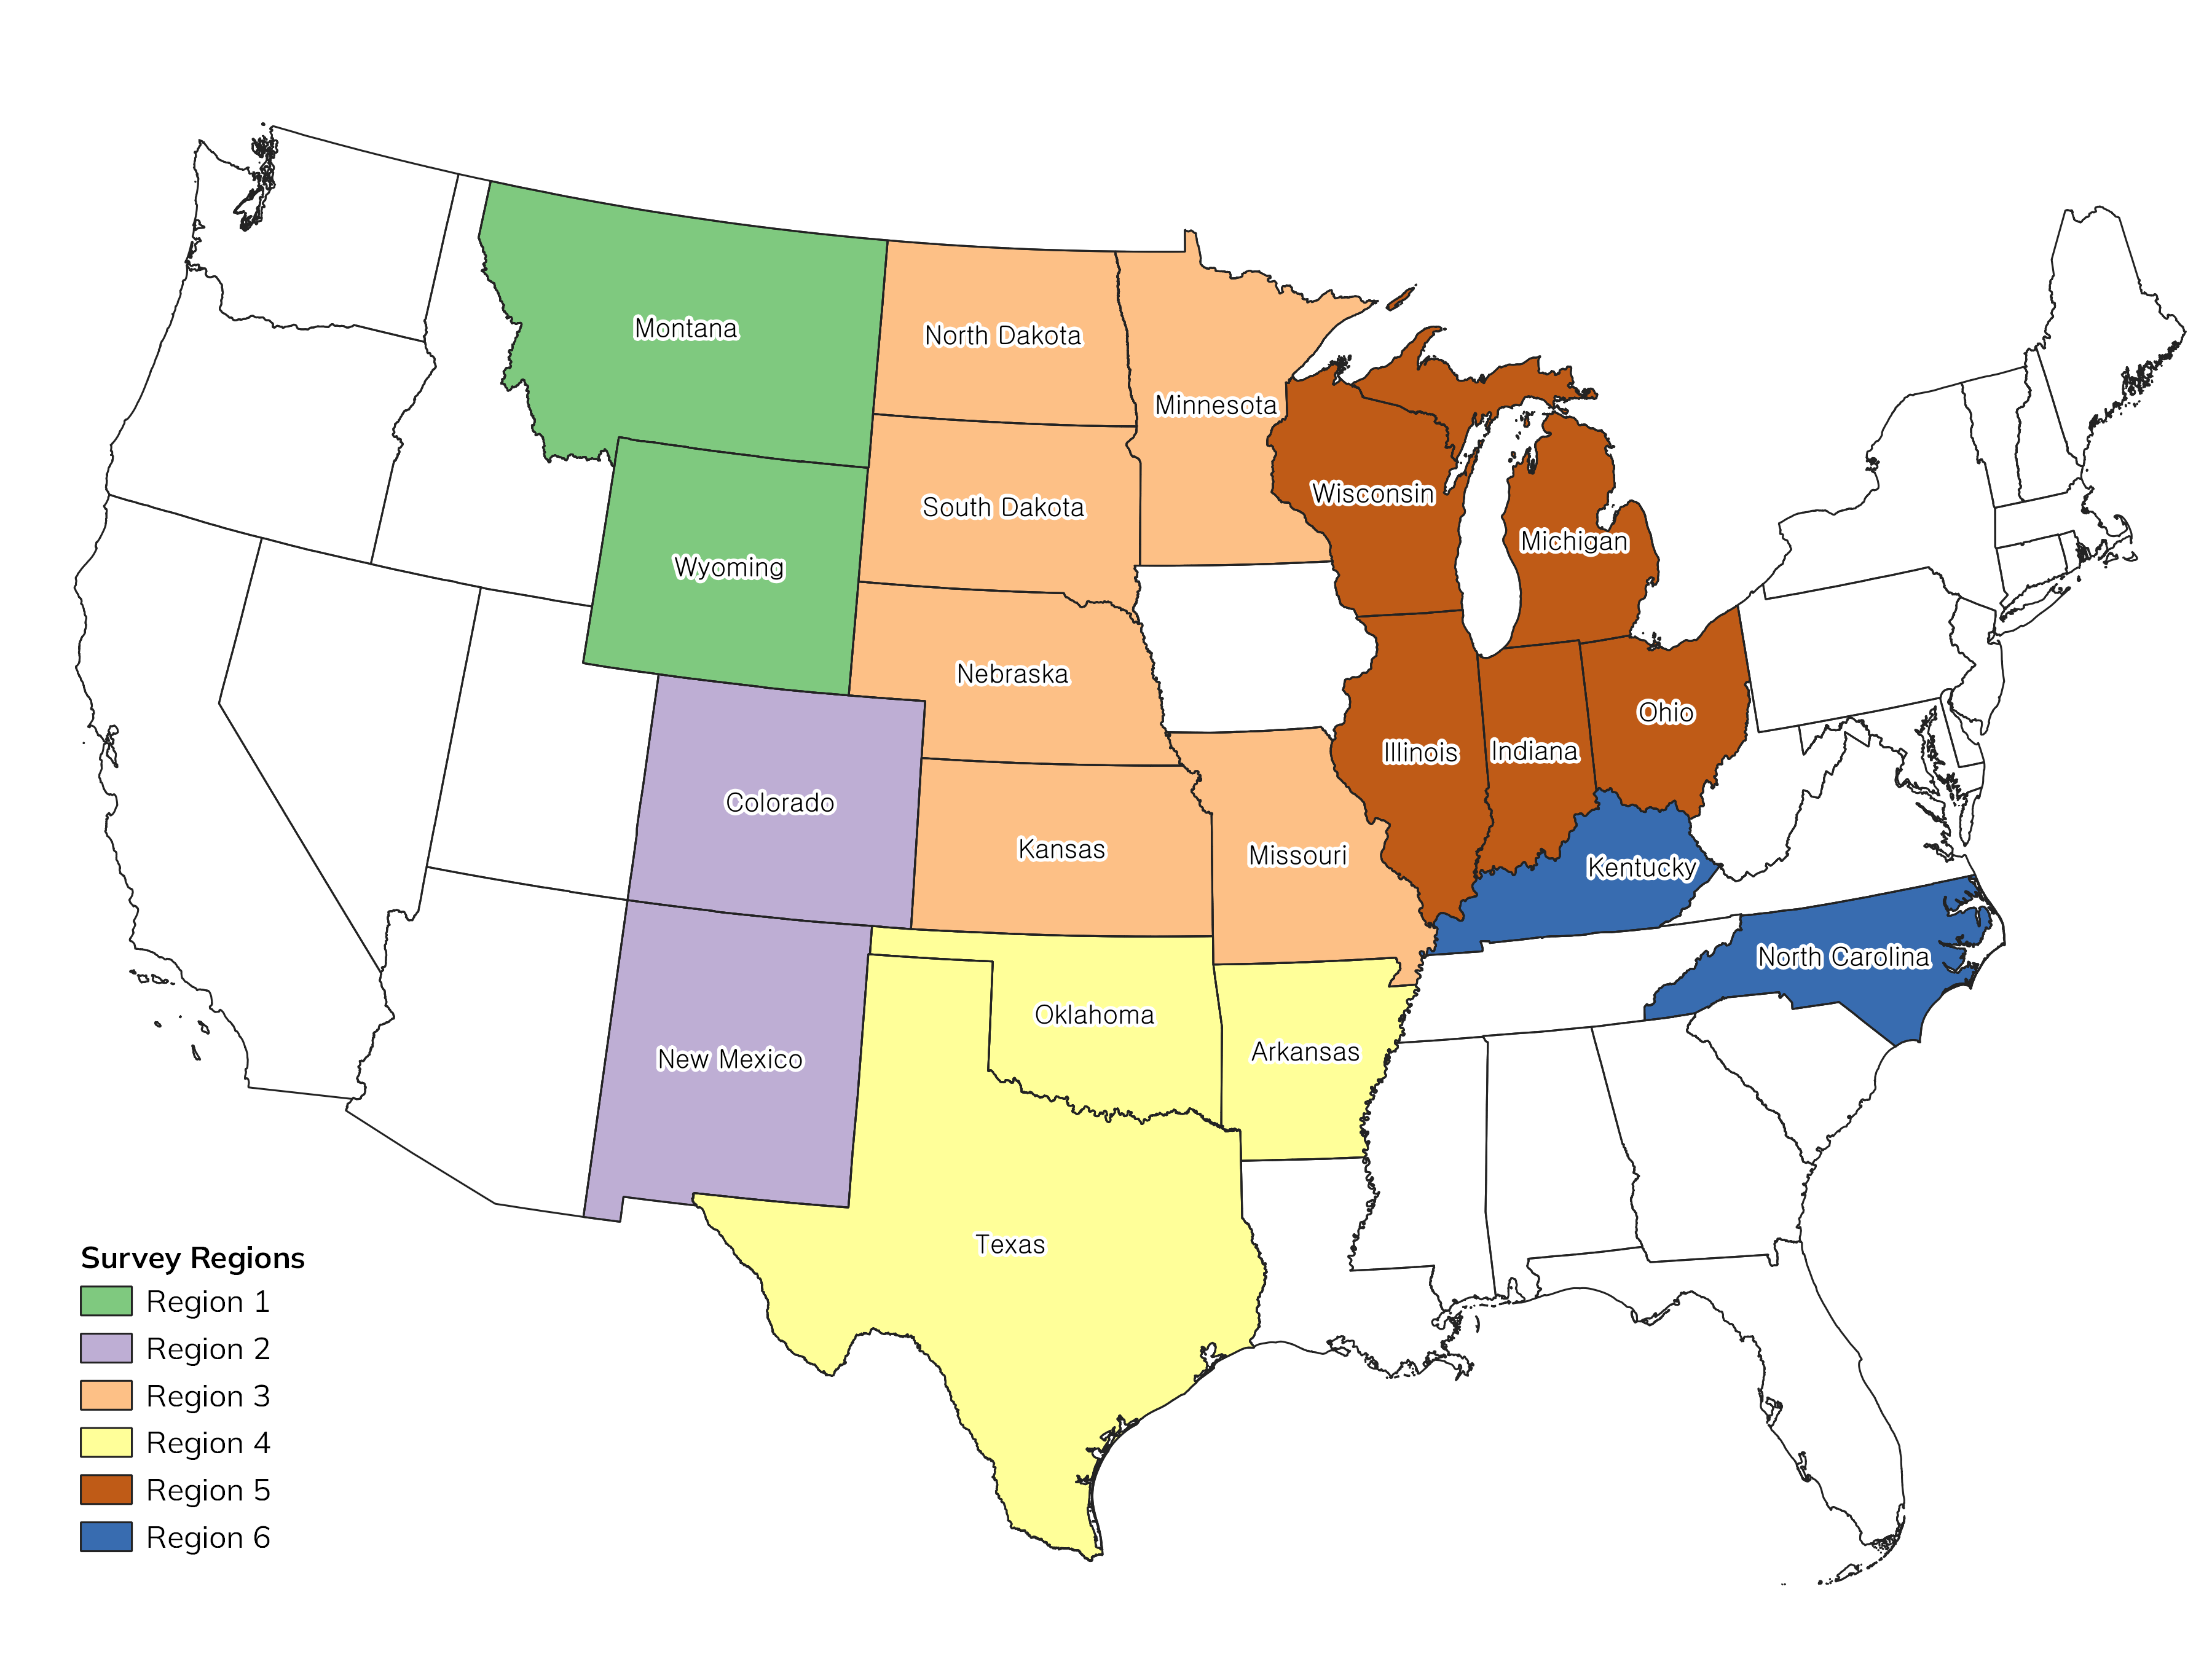 Montana
North Dakota
Minnesota
South Dakota
Wisconsin
Michigan
Wyoming
Nebraska
Ohio
Illinois
Indiana
Colorado
Kansas
Missouri
Kentucky
North Carolina
Oklahoma
Arkansas
New Mexico
Texas
Survey Regions
Region 1
Region 2
Region 3
Region 4
Region 5
Region 6